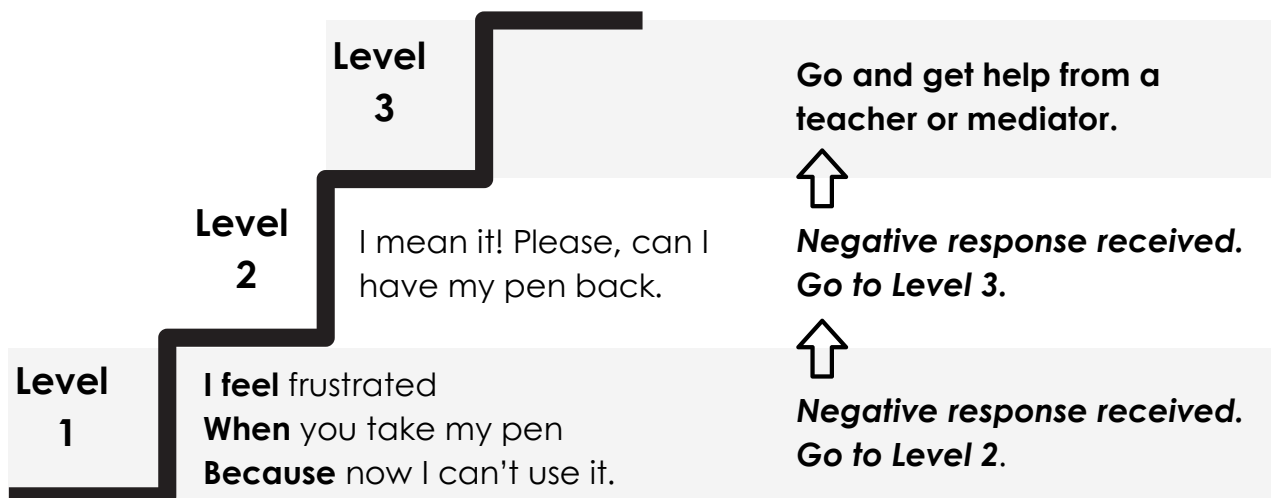 Level
3
Go and get help from a
teacher or mediator.
Level
2
I mean it! Please, can I
have my pen back.
Negative response received.
Go to Level 3.
Level
1
I feel frustrated
When you take my pen
Because now I can’t use it.
Negative response received.
Go to Level 2.